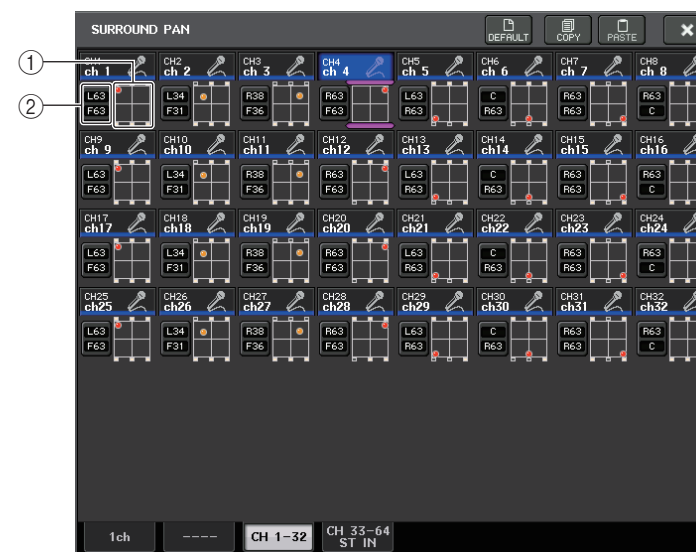 SURROUND PAN
DEFAULT
COPY
PASTE
①
②
CH1 CH2 CH3 CH4 CH5 CH6 CH7 CH8
ch 1 ch 2 ch 3 ch 4 ch 5 ch 6 ch 7 ch 8
L63 L34 R38 R63 L63 C R63 R63
F63 F31 F36 F63 R63 R63 R63 C
CH9 CH10 CH11 CH12 CH13 CH14 CH15 CH16
ch 9 ch10 ch11 ch12 ch13 ch14 ch15 ch16
L63 L34 R38 R63 L63 C R63 R63
F63 F31 F36 F63 R63 R63 R63 C
CH17 CH18 CH19 CH20 CH21 CH22 CH23 CH24
ch17 ch18 ch19 ch20 ch21 ch22 ch23 ch24
L63 L34 R38 R63 L63 C R63 R63
F63 F31 F36 F63 R63 R63 R63 C
CH25 CH26 CH27 CH28 CH29 CH30 CH31 CH32
ch25 ch26 ch27 ch28 ch29 ch30 ch31 ch32
L63 L34 R38 R63 L63 C R63 R63
F63 F31 F36 F63 R63 R63 R63 C
1ch ---- CH 1-32 CH 33-64
ST IN